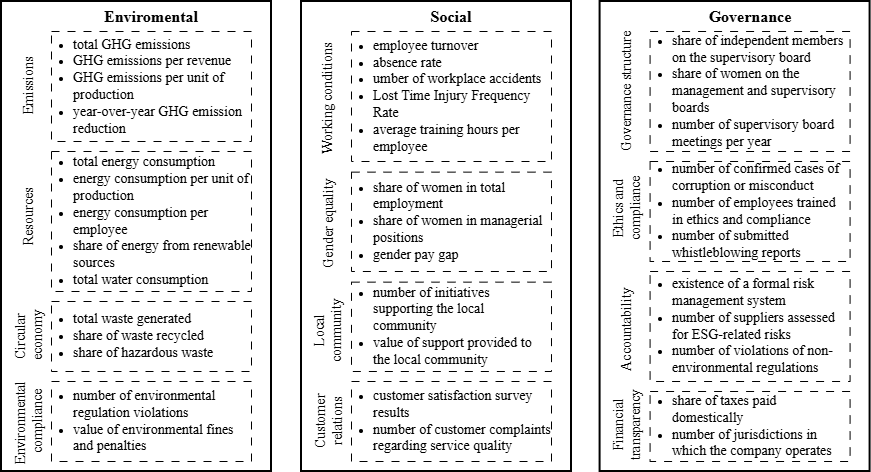 Enviromental
Emissions
• total GHG emissions
• GHG emissions per revenue
• GHG emissions per unit of
production
• year-over-year GHG emission
reduction
Resources
• total energy consumption
• energy consumption per unit of
production
• energy consumption per
employee
• share of energy from renewable
sources
• total water consumption
Circular
economy
• total waste generated
• share of waste recycled
• share of hazardous waste
Environmental
compliance
• number of environmental
regulation violations
• value of environmental fines
and penalties
Social
Working conditions
• employee turnover
• absence rate
• umber of workplace accidents
• Lost Time Injury Frequency
Rate
• average training hours per
employee
Gender equality
• share of women in total
employment
• share of women in managerial
positions
• gender pay gap
Local
community
• number of initiatives
supporting the local
community
• value of support provided to
the local community
Customer
relations
• customer satisfaction survey
results
• number of customer complaints
regarding service quality
Governance
Governance structure
• share of independent members
on the supervisory board
• share of women on the
management and supervisory
boards
• number of supervisory board
meetings per year
Ethics and
compliance
• number of confirmed cases of
corruption or misconduct
• number of employees trained
in ethics and compliance
• number of submitted
whistleblowing reports
Accountability
• existence of a formal risk
management system
• number of suppliers assessed
for ESG-related risks
• number of violations of non-
environmental regulations
Financial
transparency
• share of taxes paid
domestically
• number of jurisdictions in
which the company operates